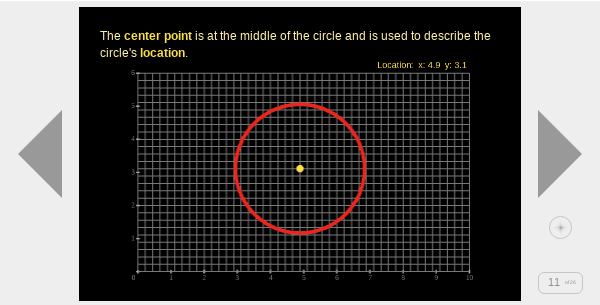 The center point is at the middle of the circle and is used to describe the
circle's location.
Location: x: 4.9 y: 3.1
6
5
4
3
2
1
0 1 2 3 4 5 6 7 8 9 10
11 of 36